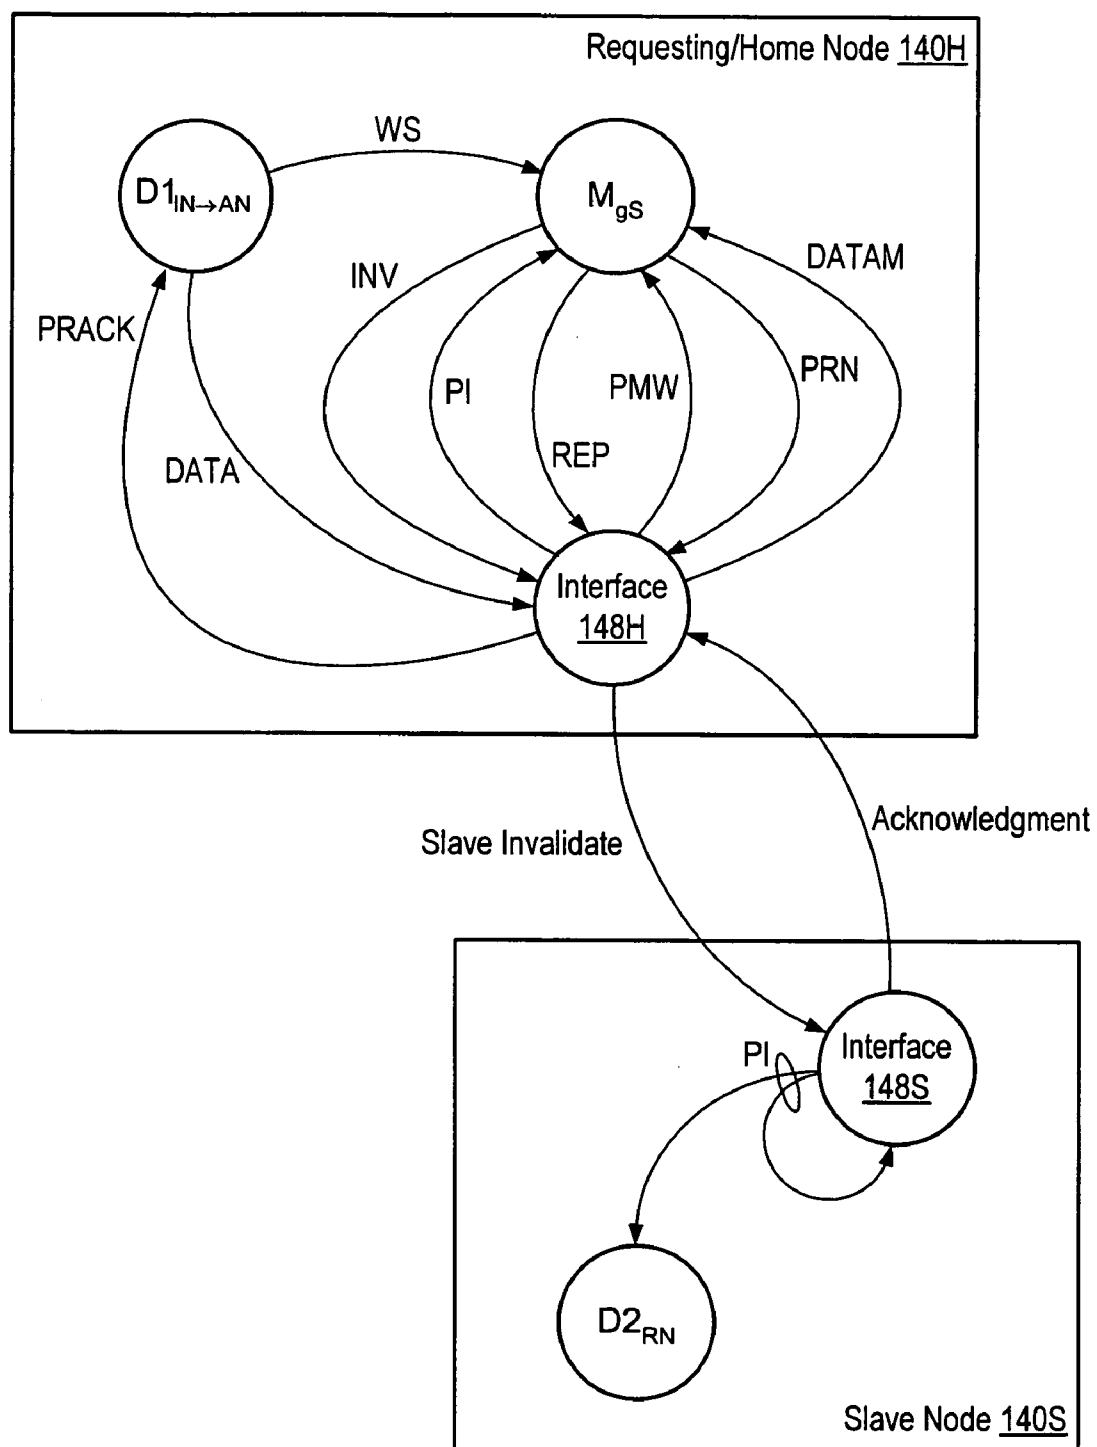 Requesting/Home Node 140H
WS
D1IN→AN
MgS
INV
DATAM
PRACK
PI
PMW
PRN
REP
DATA
Interface
148H
Slave Invalidate
Acknowledgment
PI
Interface
148S
D2RN
Slave Node 140S